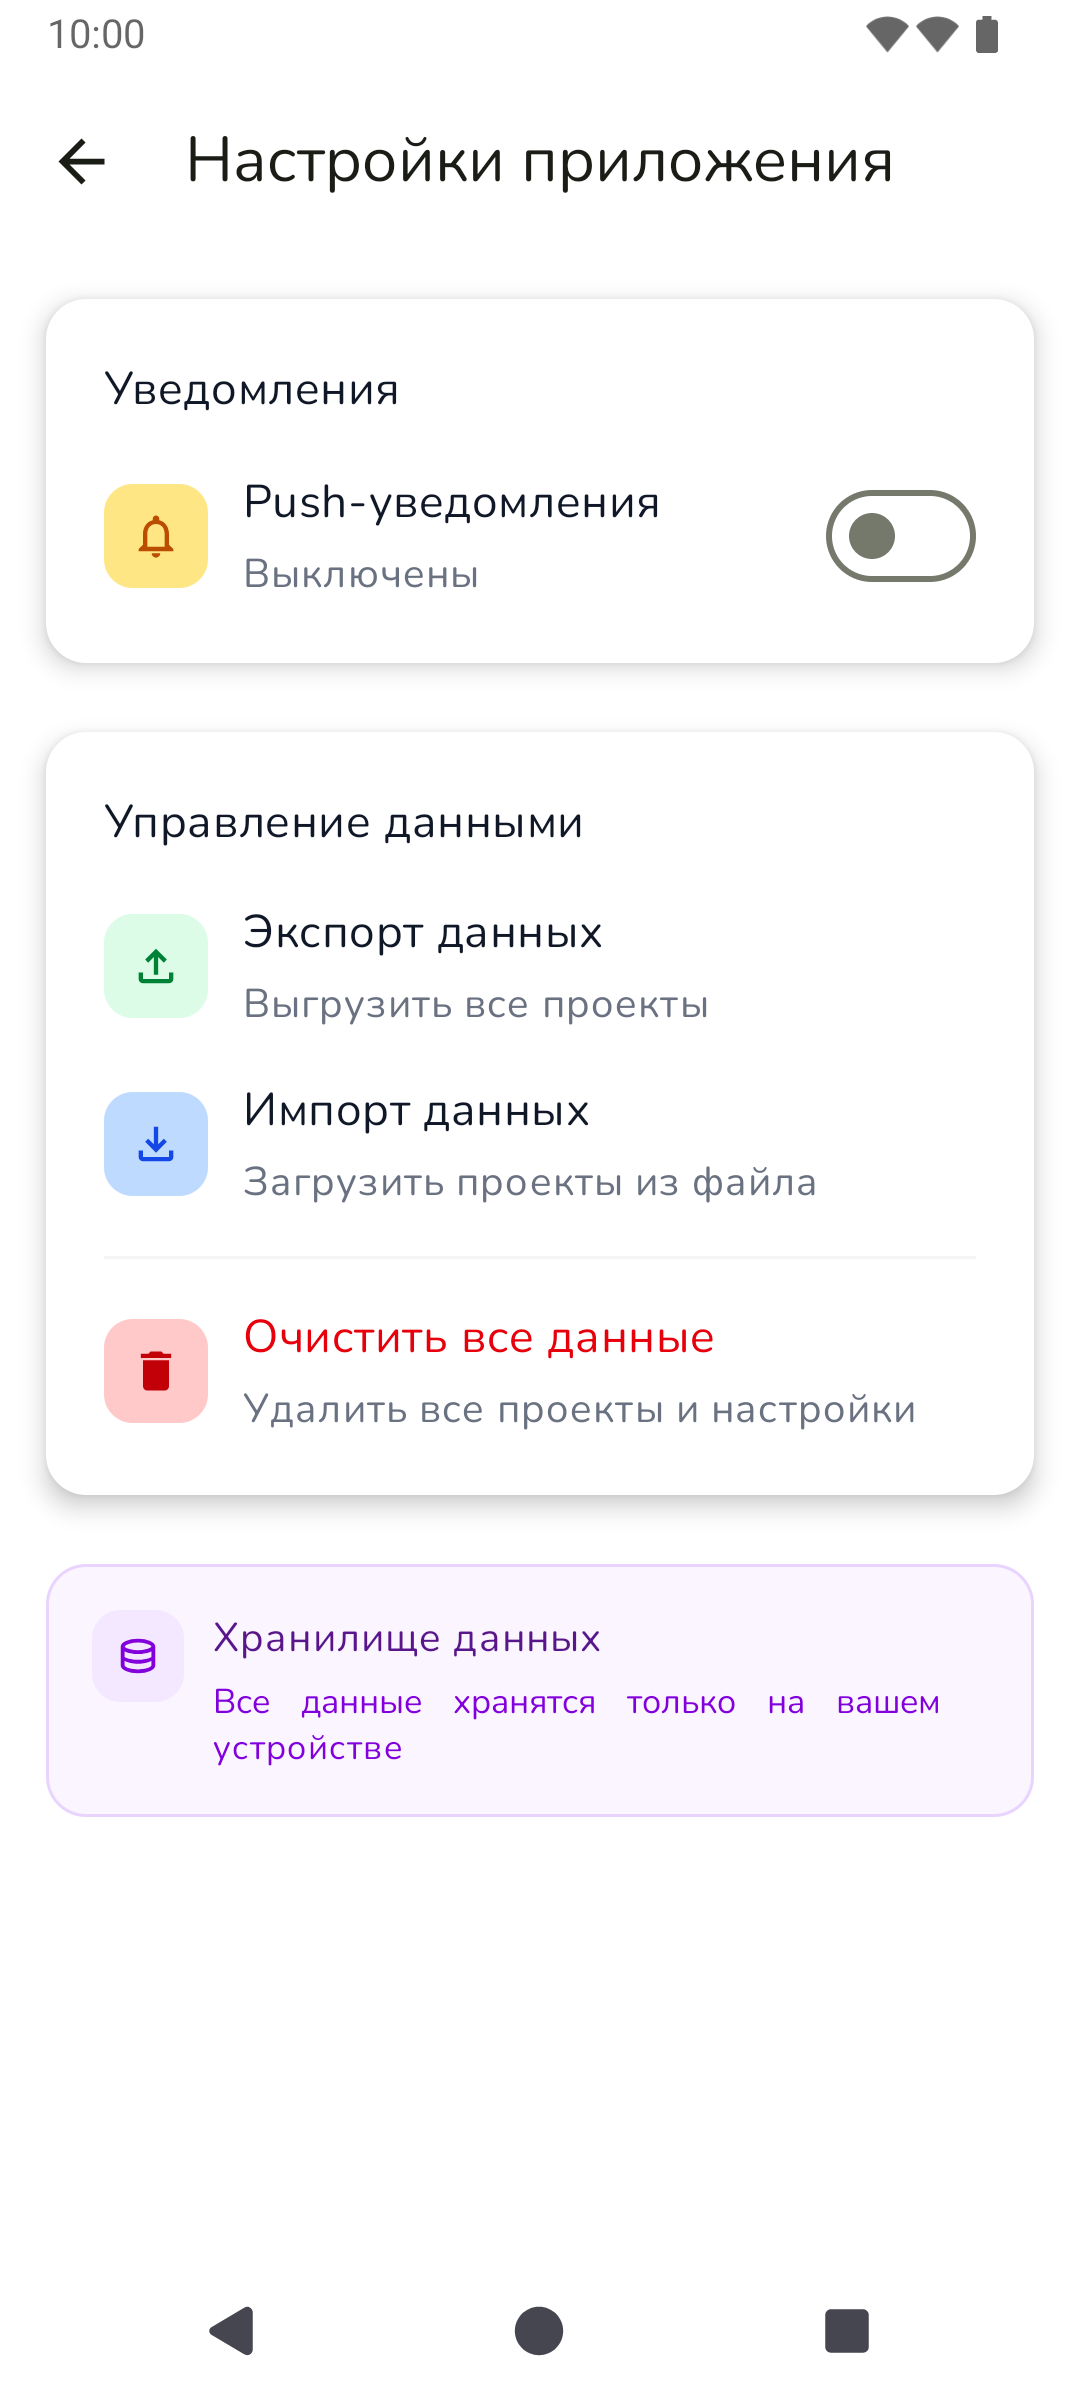 10:00
Настройки приложения
Уведомления
Push-уведомления
Выключены
Управление данными
Экспорт данных
Выгрузить все проекты
Импорт данных
Загрузить проекты из файла
Очистить все данные
Удалить все проекты и настройки
Хранилище данных
Все данные хранятся только на вашем
устройстве